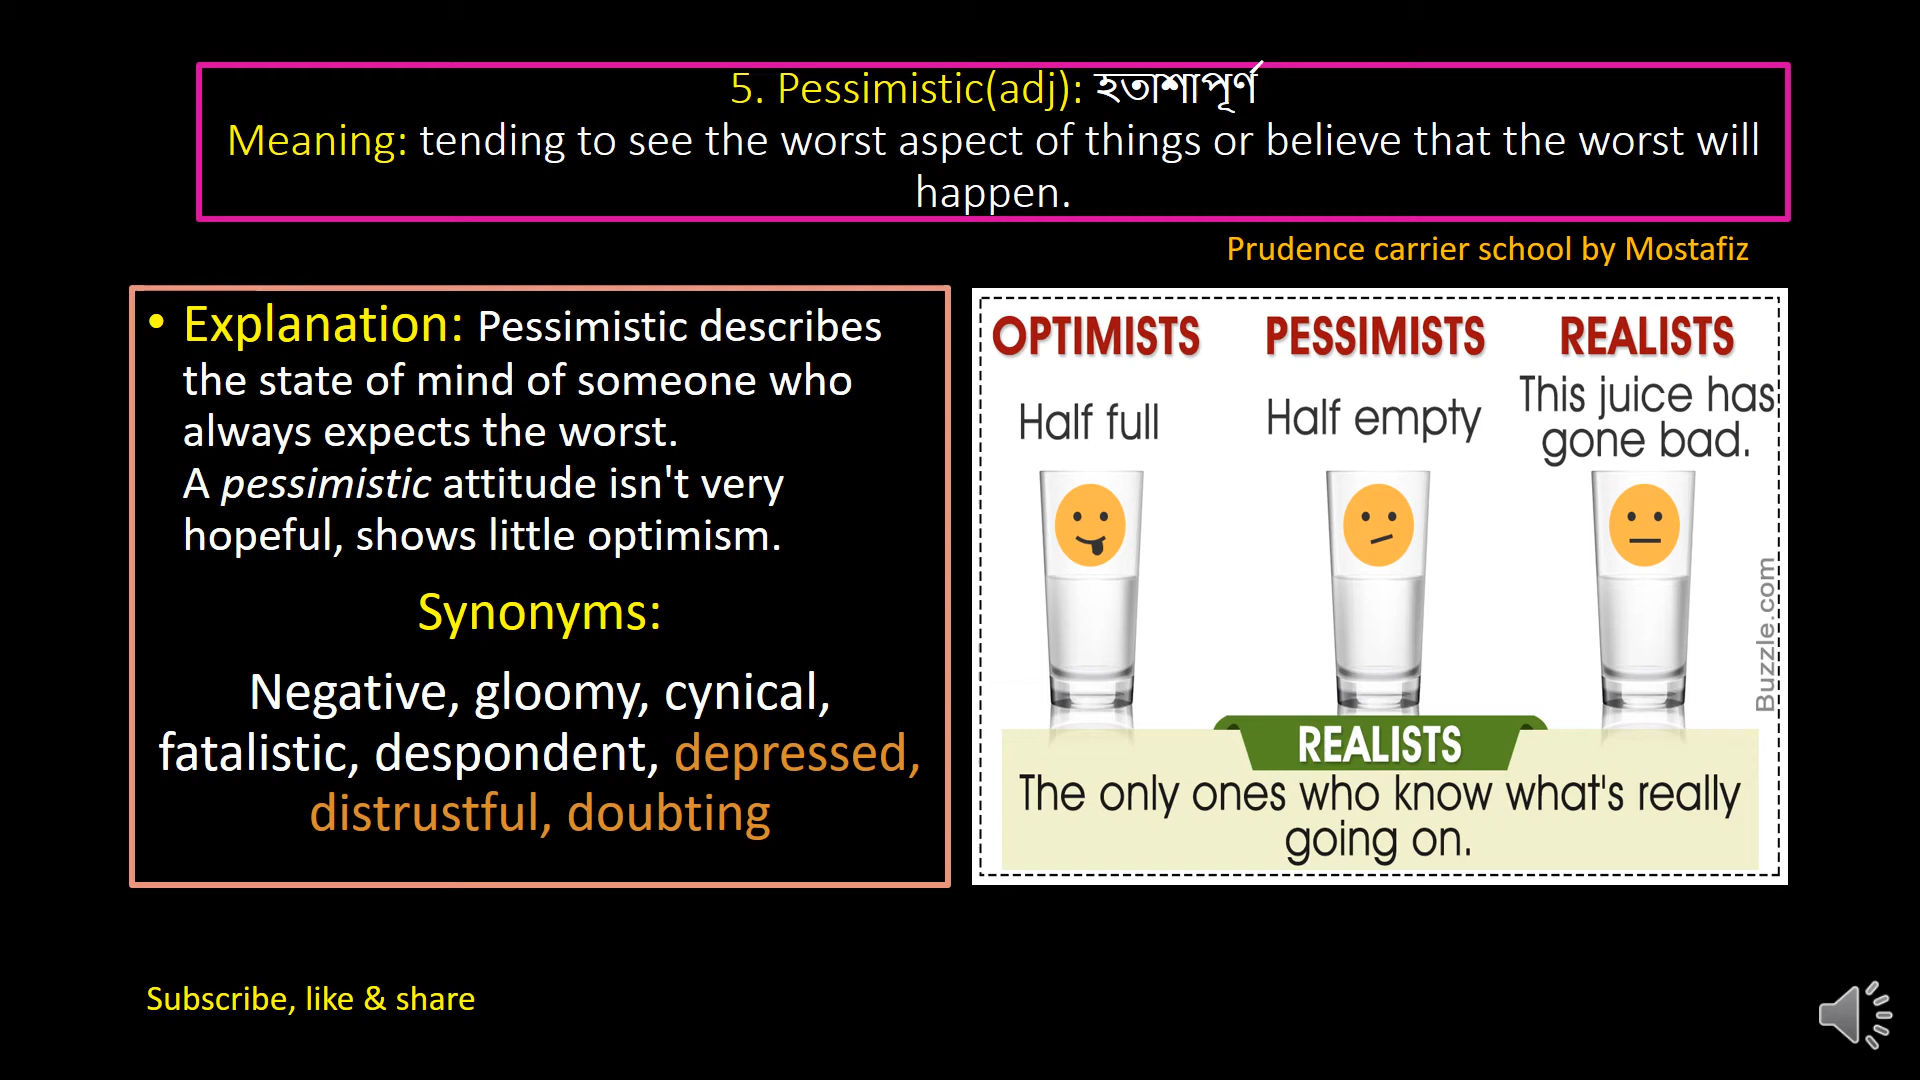 5. Pessimistic(adj): হতাশাপূর্ণ
Meaning: tending to see the worst aspect of things or believe that the worst will
happen.
Prudence carrier school by Mostafiz
• Explanation: Pessimistic describes
the state of mind of someone who
always expects the worst.
A pessimistic attitude isn't very
hopeful, shows little optimism.
Synonyms:
Negative, gloomy, cynical,
fatalistic, despondent, depressed,
distrustful, doubting
OPTIMISTS
Half full
PESSIMISTS
Half empty
REALISTS
This juice has
gone bad.
Buzzle.com
REALISTS
The only ones who know what's really
going on.
Subscribe, like & share